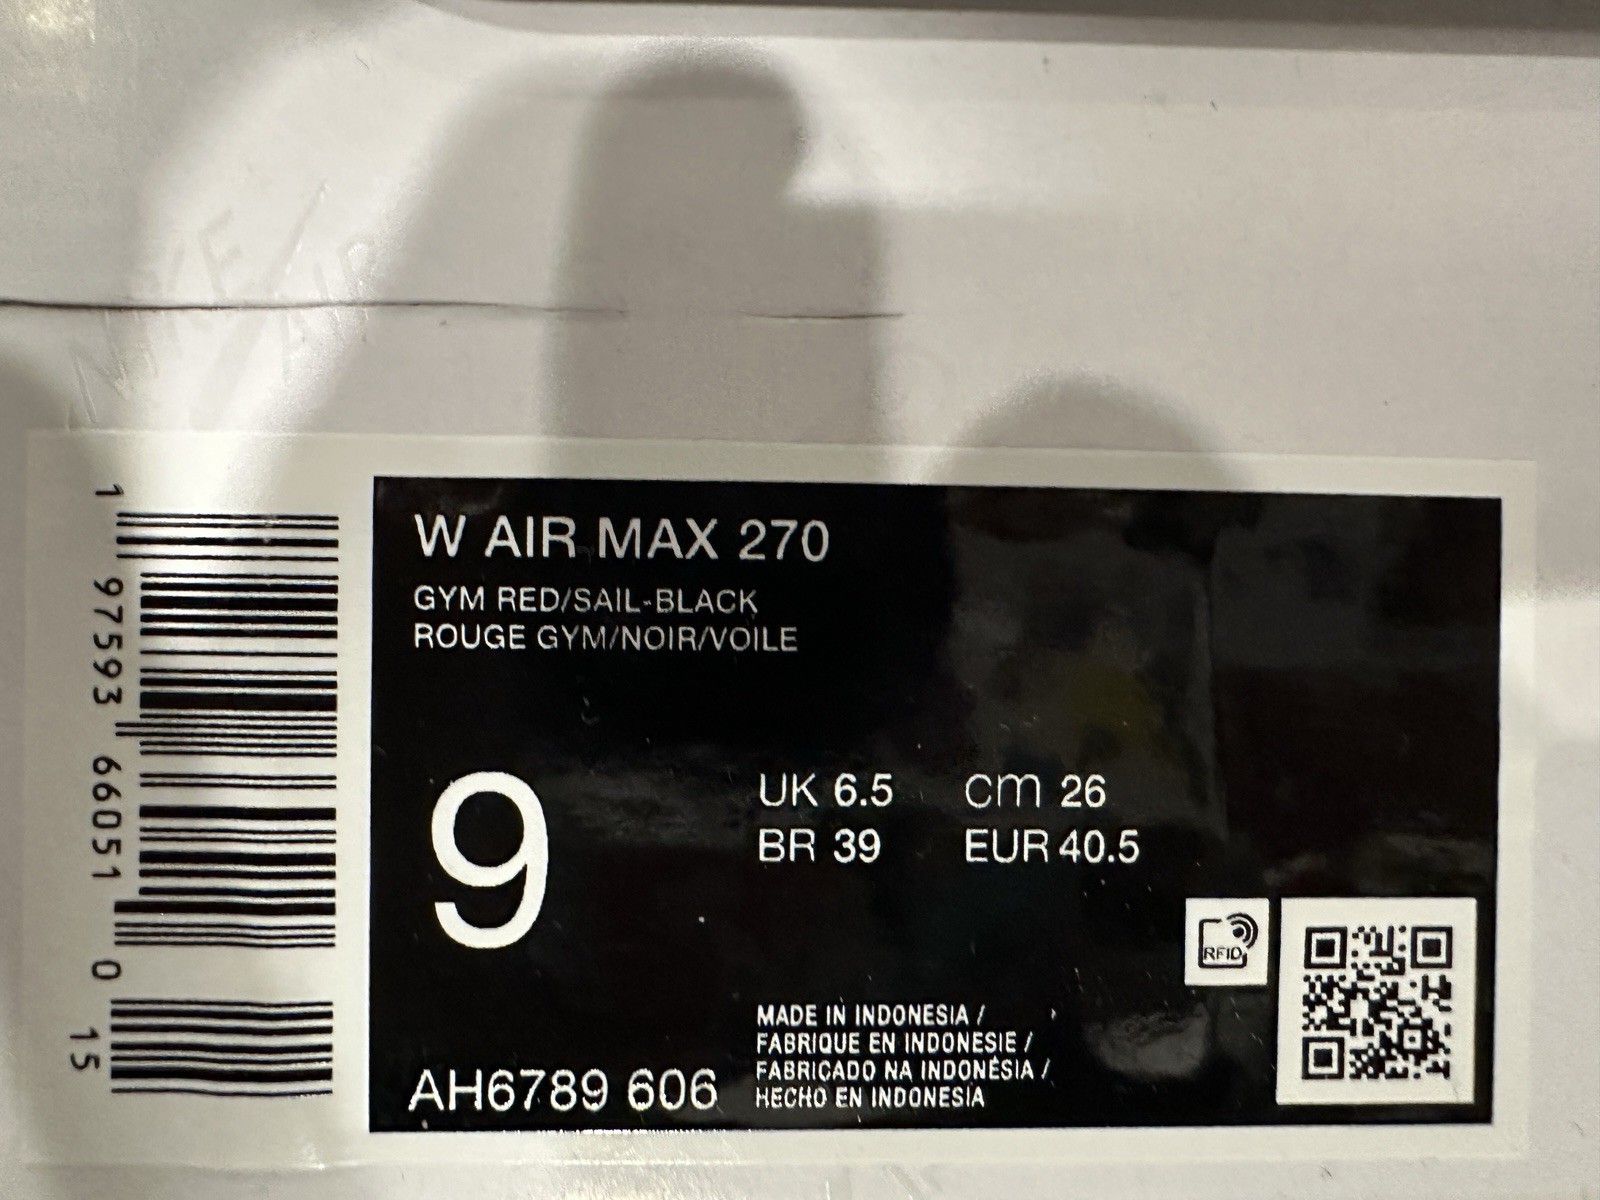 NIKE AIR
W AIR MAX 270
GYM RED/SAIL-BLACK
ROUGE GYM/NOIR/VOILE
9
UK 6.5
cm 26
BR 39
EUR 40.5
RFID
MADE IN INDONESIA /
FABRIQUE EN INDONESIE /
FABRICADO NA INDONÉSIA /
HECHO EN INDONESIA
AH6789 606
1 97593 66051 0 15